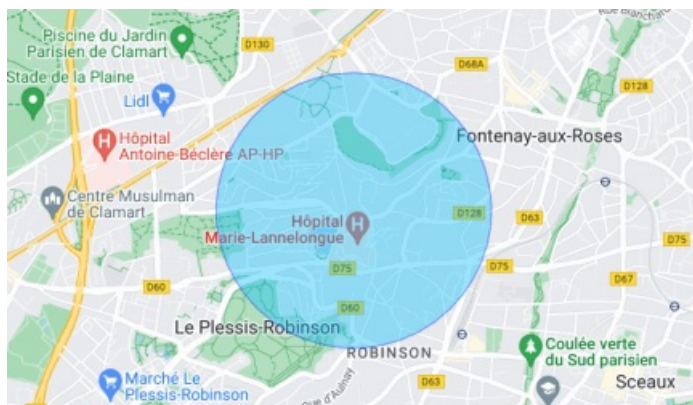 Piscine du Jardin
Parisien de Clamart
D130
Stade de la Plaine
Lidl
D68A
D128
Hôpital
Antoine-Béclère AP-HP
Fontenay-aux-Roses
Centre Musulman
de Clamart
Hôpital
Marie-Lannelongue
D128
D63
D75
D75
D75
D60
D67
D60
Le Plessis-Robinson
ROBINSON
Coulée verte
du Sud parisien
Marché Le
Plessis-Robinson
D63
Sceaux